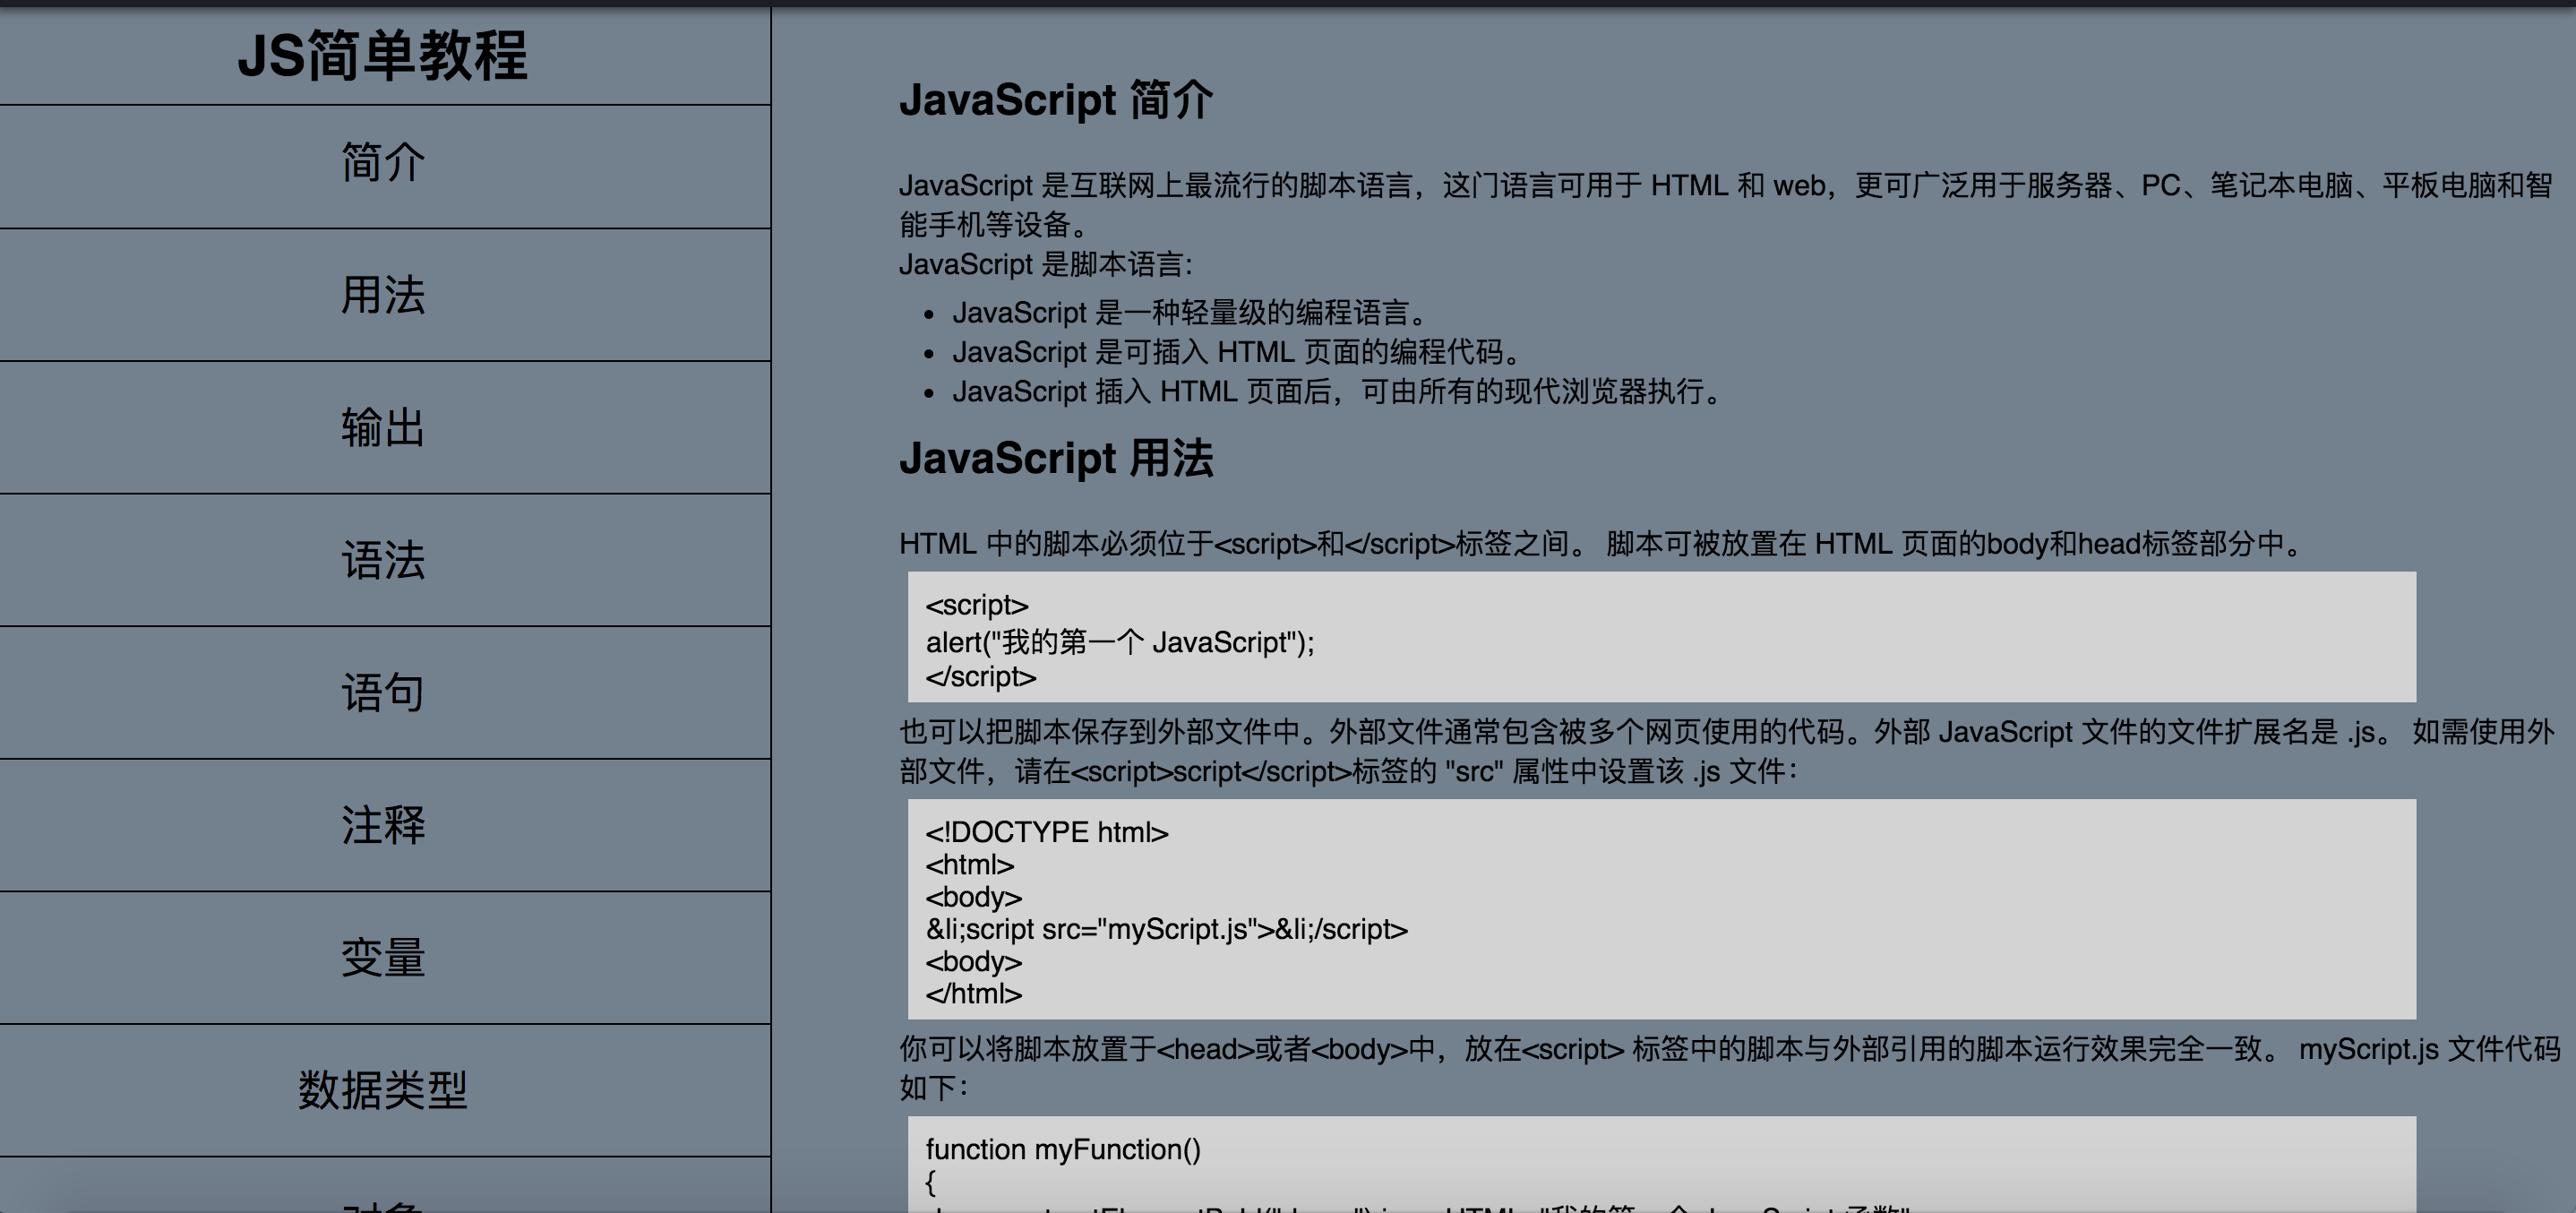 JS简单教程
简介
用法
输出
语法
语句
注释
变量
数据类型
对象
JavaScript 简介
JavaScript 是互联网上最流行的脚本语言，这门语言可用于 HTML 和 web，更可广泛用于服务器、PC、笔记本电脑、平板电脑和智
能手机等设备。
JavaScript 是脚本语言:
• JavaScript 是一种轻量级的编程语言。
• JavaScript 是可插入 HTML 页面的编程代码。
• JavaScript 插入 HTML 页面后，可由所有的现代浏览器执行。
JavaScript 用法
HTML 中的脚本必须位于<script>和</script>标签之间。 脚本可被放置在 HTML 页面的body和head标签部分中。
<script>
alert("我的第一个 JavaScript");
</script>
也可以把脚本保存到外部文件中。外部文件通常包含被多个网页使用的代码。外部 JavaScript 文件的文件扩展名是 .js。 如需使用外
部文件，请在<script>script</script>标签的 "src" 属性中设置该 .js 文件：
<!DOCTYPE html>
<html>
<body>
&li;script src="myScript.js">&li;/script>
<body>
</html>
你可以将脚本放置于<head>或者<body>中，放在<script> 标签中的脚本与外部引用的脚本运行效果完全一致。 myScript.js 文件代码
如下：
function myFunction()
{
"我的第一个 JavaScript 函数"